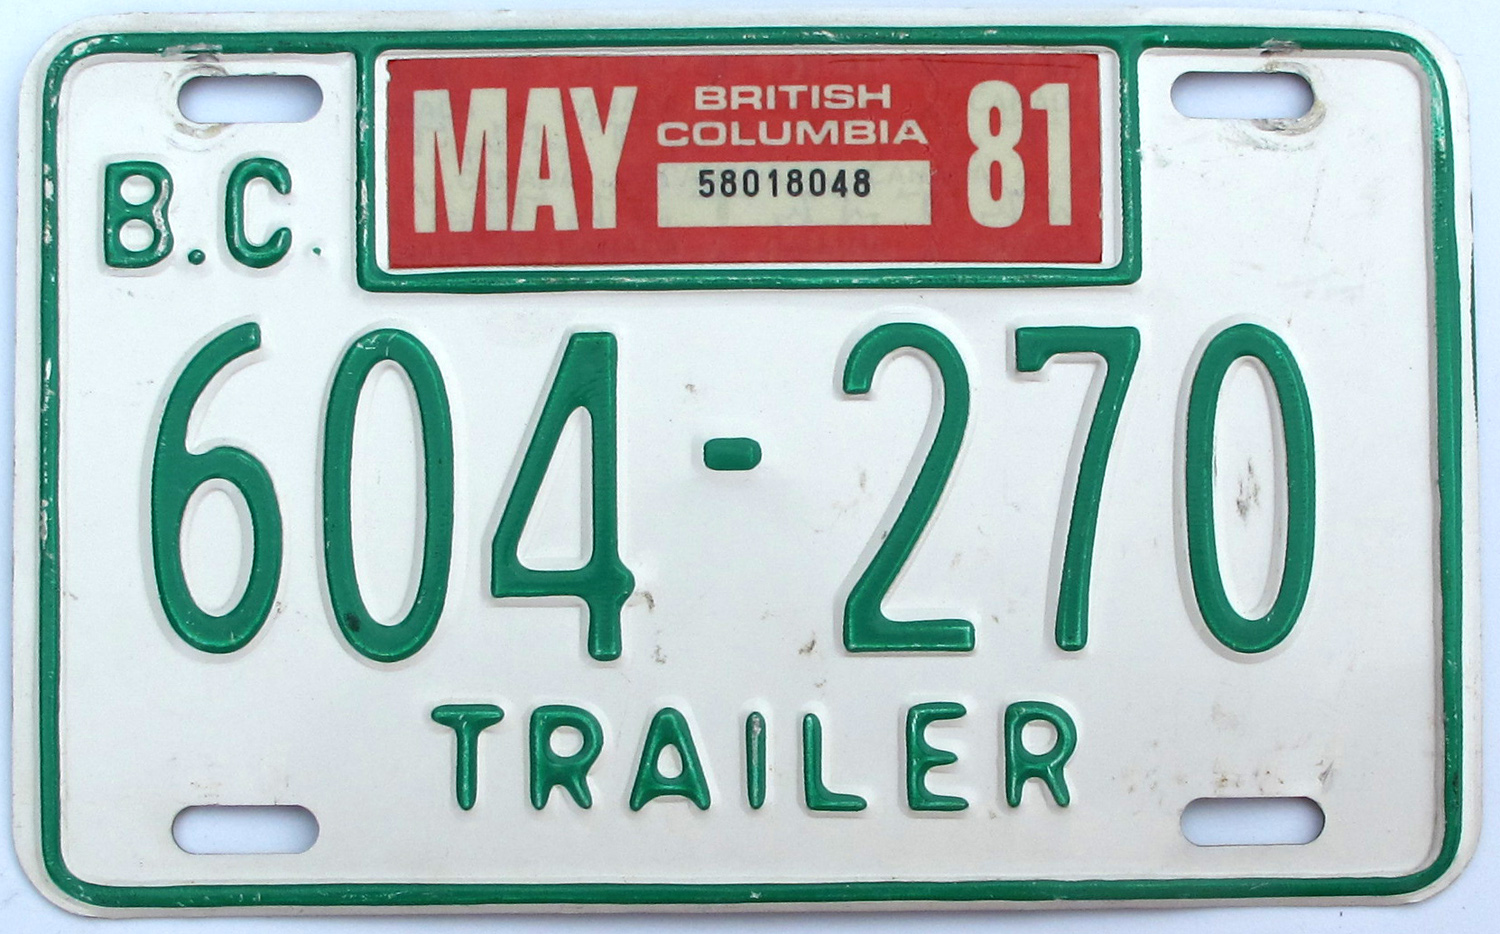 B.C.
MAY BRITISH COLUMBIA 81
58018048
604-270
TRAILER